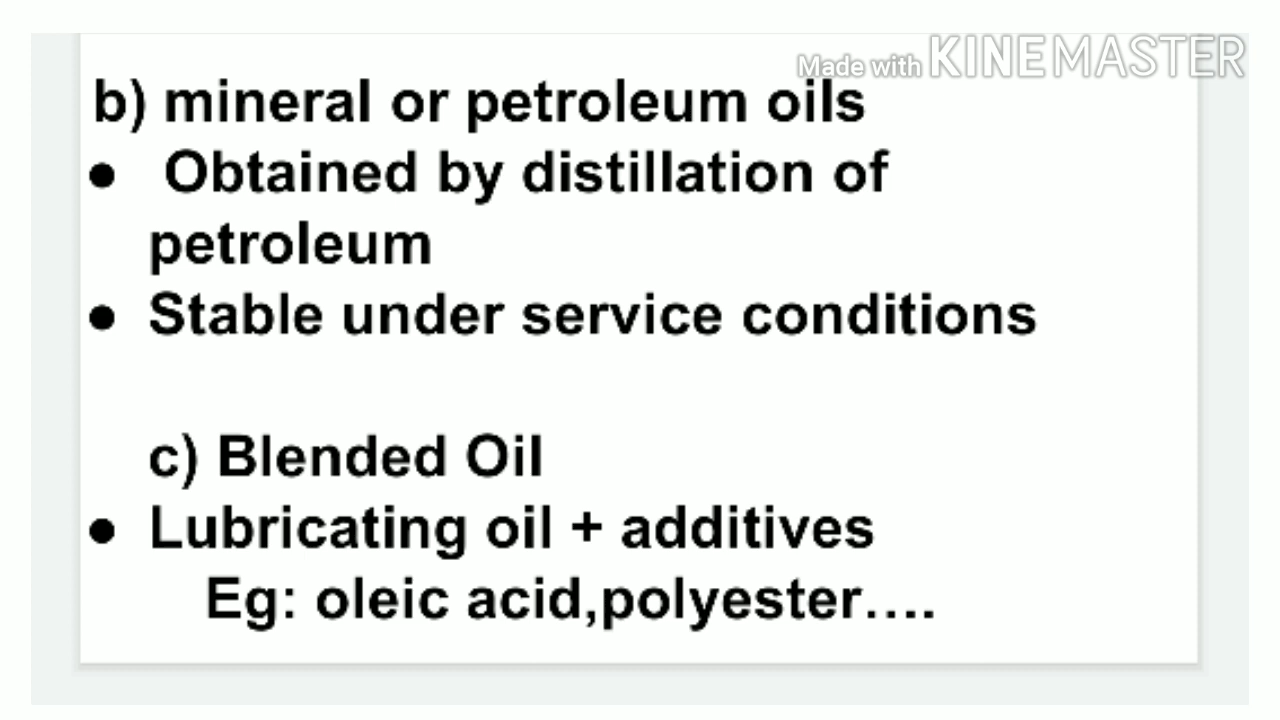 Made with KINEMASTER
b) mineral or petroleum oils
● Obtained by distillation of
petroleum
● Stable under service conditions
c) Blended Oil
● Lubricating oil + additives
Eg: oleic acid,polyester....